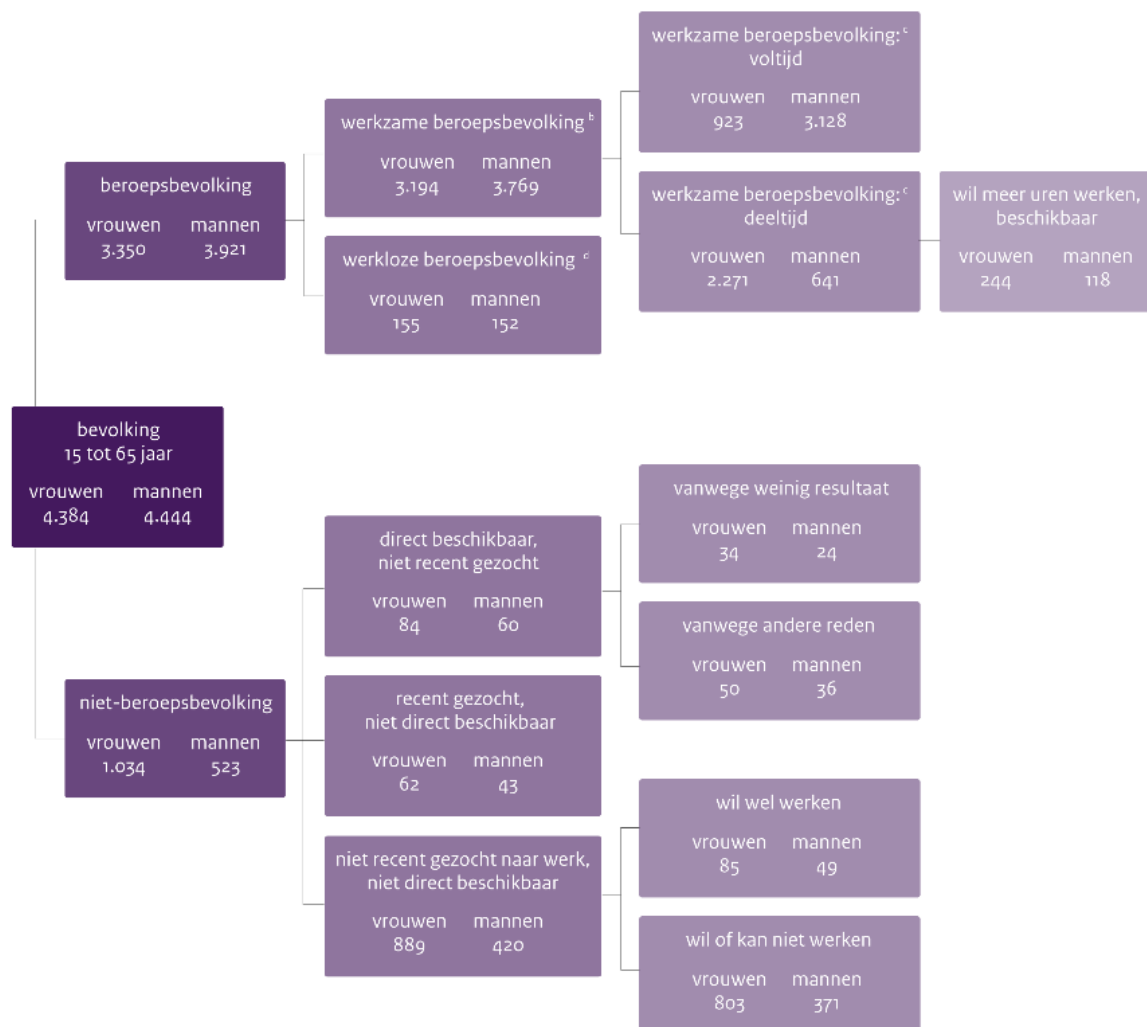 werkzame beroepsbevolking: c
voltijd
vrouwen mannen
923 3.128
werkzame beroepsbevolking b
vrouwen mannen
3.194 3.769
beroepsbevolking
vrouwen mannen
3.350 3.921
werkzame beroepsbevolking: c
deeltijd
vrouwen mannen
2.271 641
wil meer uren werken,
beschikbaar
vrouwen mannen
244 118
werkloze beroepsbevolking d
vrouwen mannen
155 152
bevolking
15 tot 65 jaar
vrouwen mannen
4.384 4.444
vanwege weinig resultaat
vrouwen mannen
34 24
direct beschikbaar,
niet recent gezocht
vrouwen mannen
84 60
vanwege andere reden
vrouwen mannen
50 36
niet-beroepsbevolking
vrouwen mannen
1.034 523
recent gezocht,
niet direct beschikbaar
vrouwen mannen
62 43
wil wel werken
vrouwen mannen
85 49
niet recent gezocht naar werk,
niet direct beschikbaar
vrouwen mannen
889 420
wil of kan niet werken
vrouwen mannen
803 371